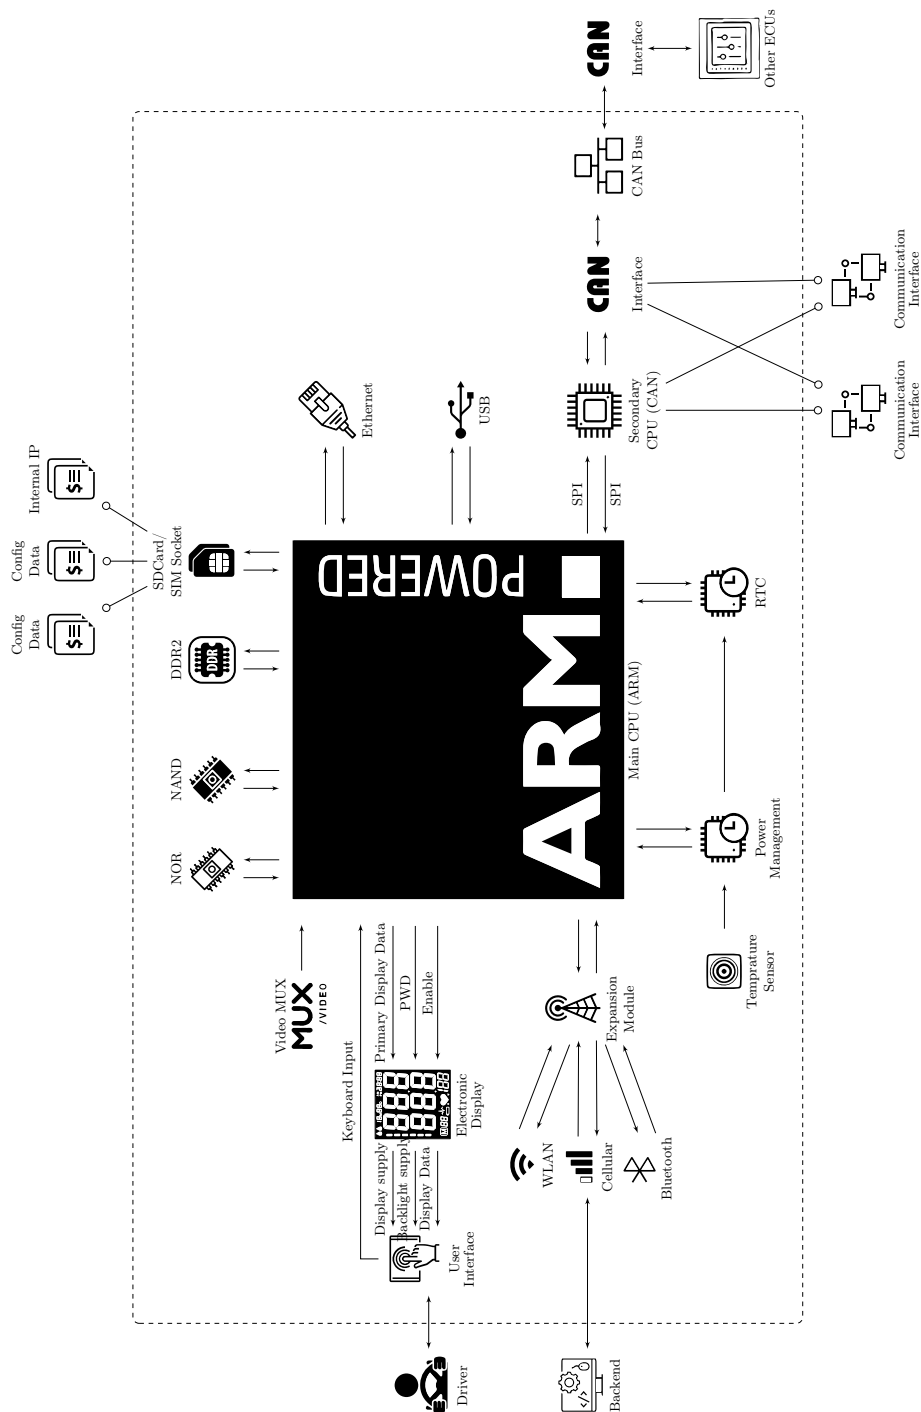 Config
Data
Config
Data
Internal IP
NOR
NAND
DDR2
SDCard/
SIM Socket
DDR
Video MUX
MUX
/VIDEO
Ethernet
POWERED
ARM
Main CPU (ARM)
Keyboard Input
Display supply
Backlight supply
Display Data
Primary Display Data
PWD
Enable
Electronic
Display
User
Interface
Driver
USB
SPI
SPI
Secondary
CPU (CAN)
CAN
Interface
CAN Bus
CAN
Interface
Other ECUs
WLAN
Cellular
Bluetooth
Expansion
Module
Backend
Temprature
Sensor
Power
Management
RTC
Communication
Interface
Communication
Interface